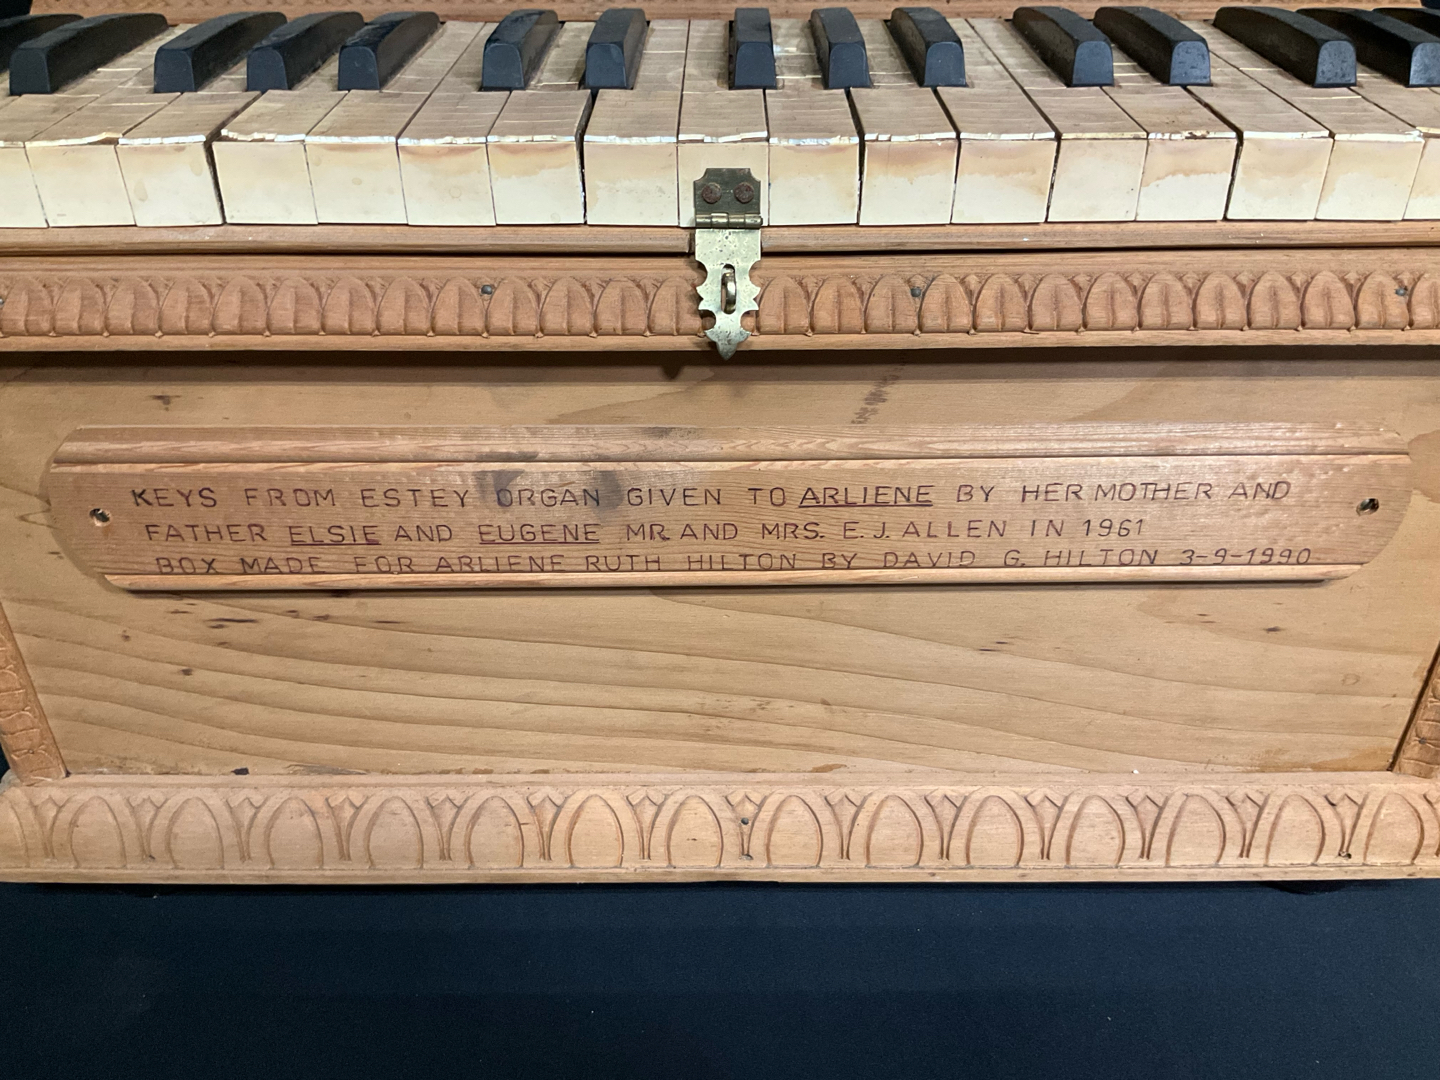 KEYS FROM ESTEY ORGAN GIVEN TO ARLIENE BY HER MOTHER AND
FATHER ELSIE AND EUGENE MR. AND MRS. E. J. ALLEN IN 1961
BOX MADE FOR ARLIENE RUTH HILTON BY DAVID G. HILTON 3-9-1990